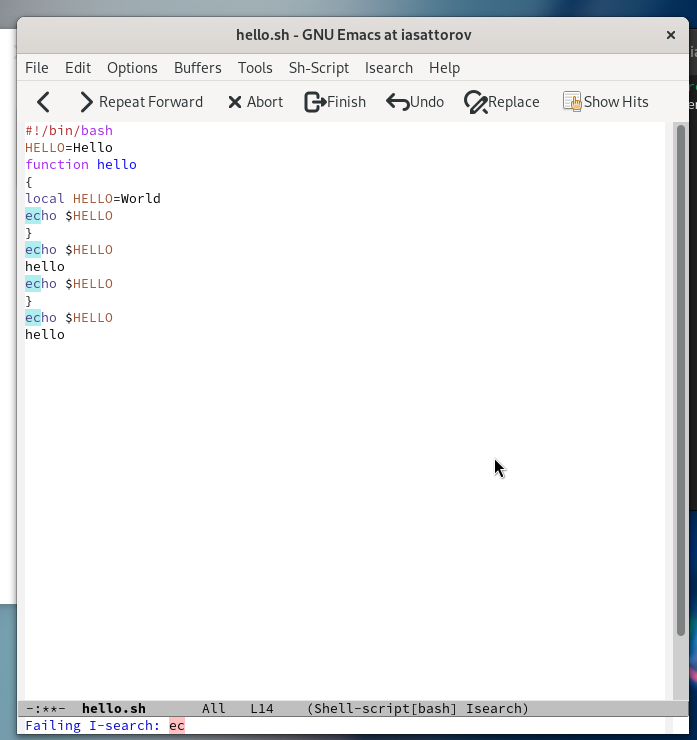 hello.sh - GNU Emacs at iasattorov ×
File Edit Options Buffers Tools Sh-Script Isearch Help
Repeat Forward Abort Finish Undo Replace Show Hits
#!/bin/bash
HELLO=Hello
function hello
{
local HELLO=World
echo $HELLO
}
echo $HELLO
hello
echo $HELLO
}
echo $HELLO
hello
-:**- hello.sh All L14 (Shell-script[bash] Isearch)
Failing I-search: ec